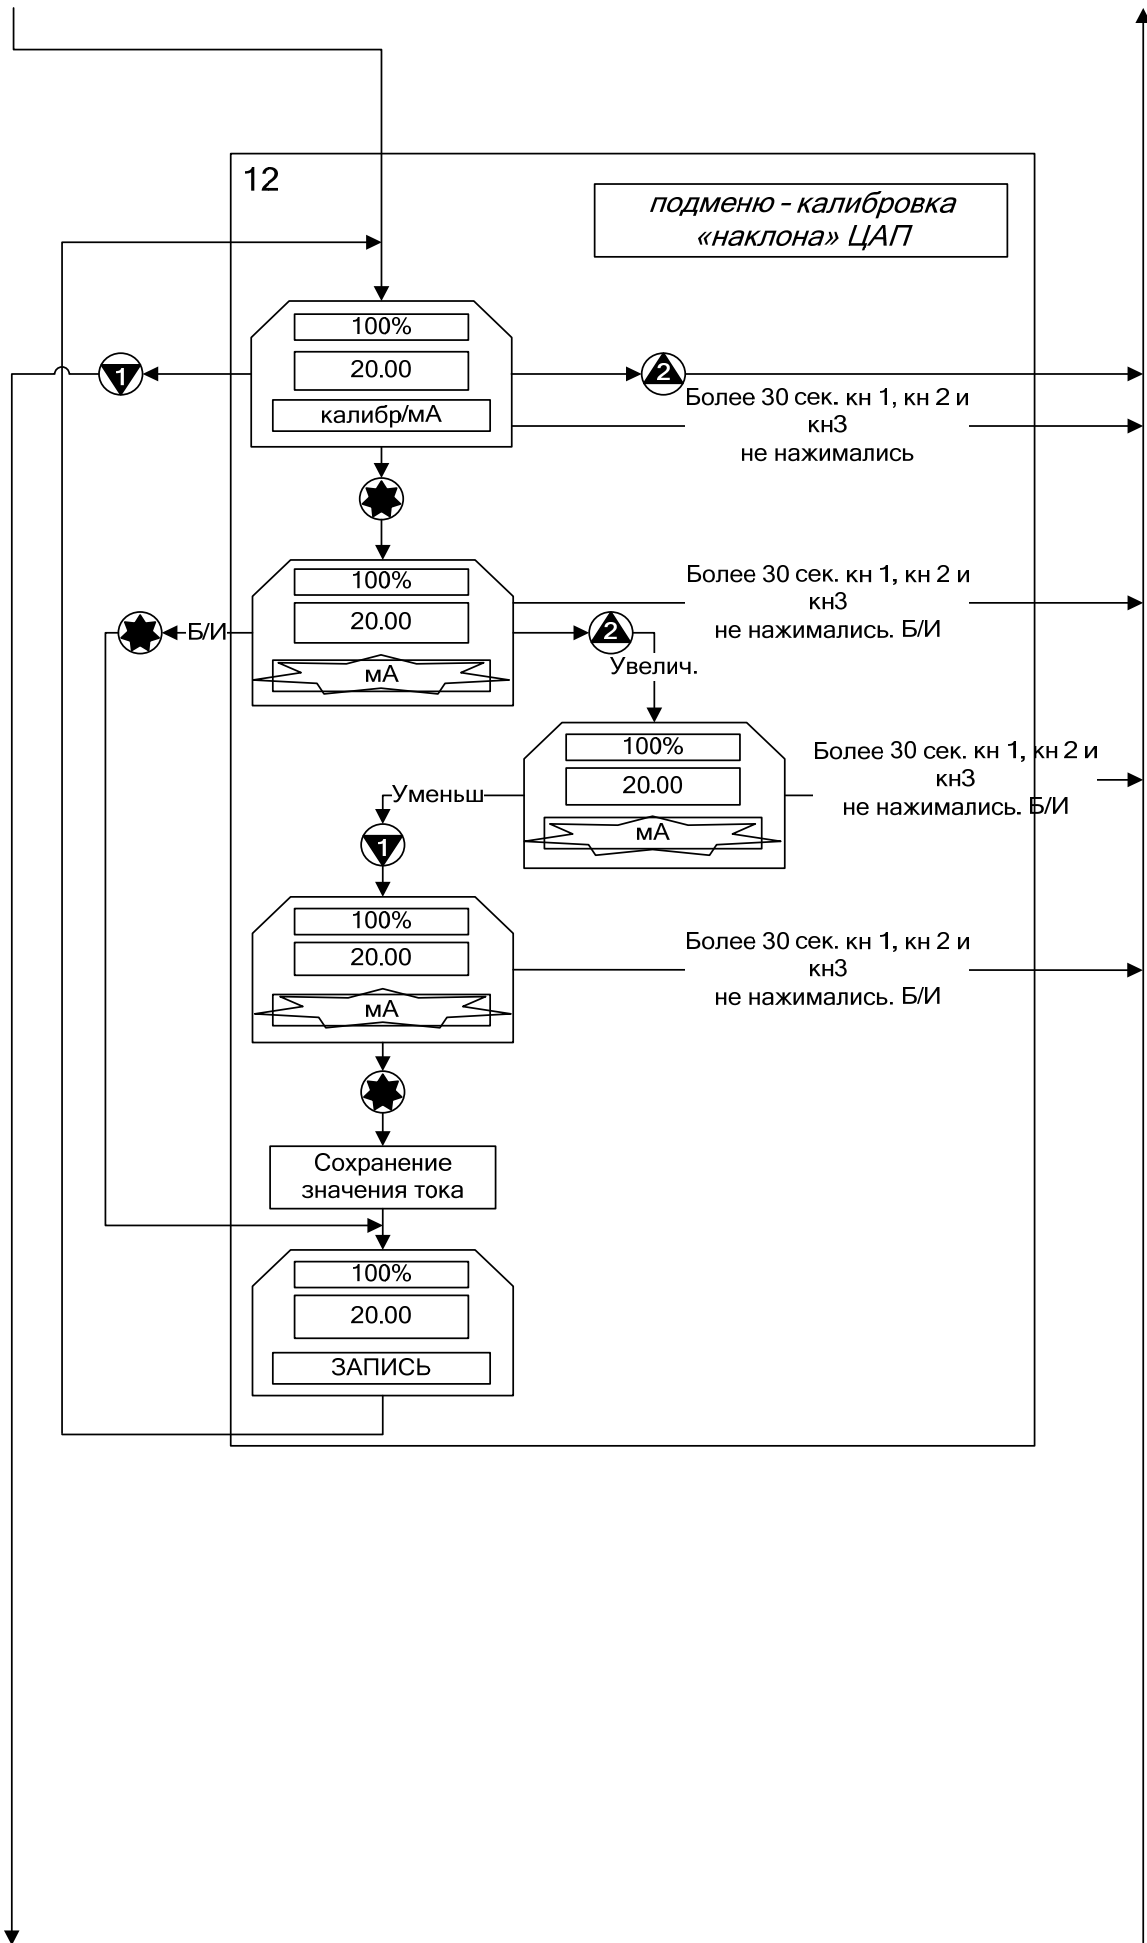 12
подменю - калибровка
«наклона» ЦАП
100%
20.00
калибр/мА
1
2
Более 30 сек. кн 1, кн 2 и
кн3
не нажимались
100%
20.00
мА
Б/И
2
Увелич.
Более 30 сек. кн 1, кн 2 и
кн3
не нажимались. Б/И
100%
20.00
мА
Уменьш
1
Более 30 сек. кн 1, кн 2 и
кн3
не нажимались. Б/И
100%
20.00
мА
Более 30 сек. кн 1, кн 2 и
кн3
не нажимались. Б/И
Сохранение
значения тока
100%
20.00
ЗАПИСЬ